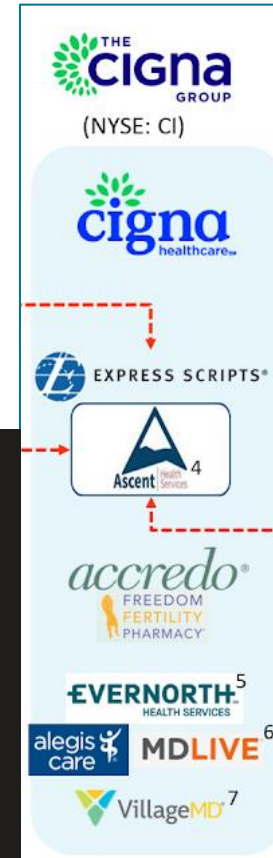 THE
cigna
GROUP
(NYSE: CI)
cigna
healthcare℠
EXPRESS SCRIPTS®
Ascent Health Services 4
accredo®
FREEDOM
FERTILITY
PHARMACY
EVERNORTH 5
HEALTH SERVICES
alegis care MDLIVE 6
VillageMD 7